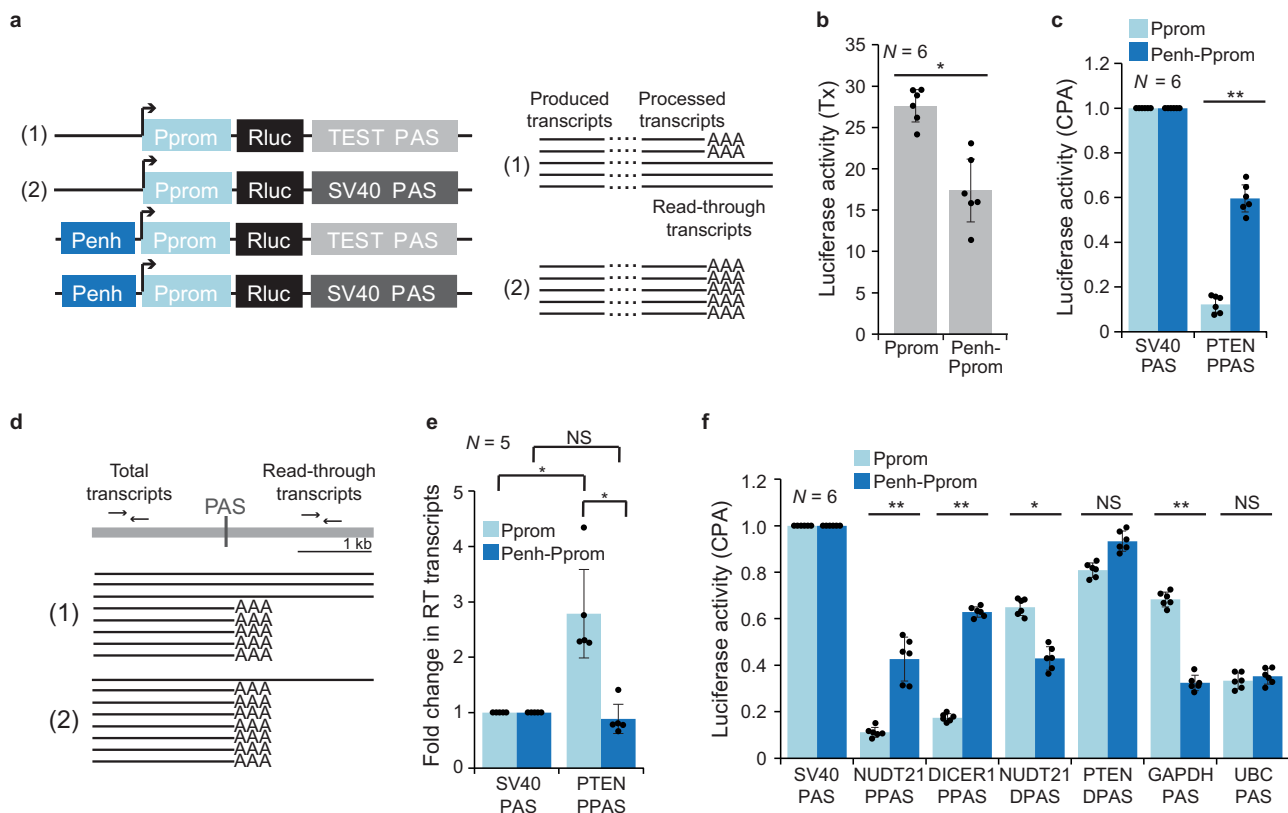 a
(1)
Pprom
Rluc
TEST PAS
(2)
Pprom
Rluc
SV40 PAS
Penh
Pprom
Rluc
TEST PAS
Penh
Pprom
Rluc
SV40 PAS
Produced
transcripts
Processed
transcripts
(1)
AAA
AAA
Read-through
transcripts
(2)
AAA
AAA
AAA
AAA
AAA
b
N = 6
*
Luciferase activity (Tx)
35
30
25
20
15
10
5
0
Pprom
Penh-
Pprom
c
Pprom
Penh-Pprom
N = 6
**
Luciferase activity (CPA)
1.2
1.0
0.8
0.6
0.4
0.2
0
SV40
PAS
PTEN
PPAS
d
Total
transcripts
Read-through
transcripts
PAS
1 kb
(1)
AAA
AAA
AAA
AAA
AAA
(2)
AAA
AAA
AAA
AAA
AAA
AAA
AAA
e
N = 5
NS
*
*
Pprom
Penh-Pprom
Fold change in RT transcripts
5
4
3
2
1
0
SV40
PAS
PTEN
PPAS
f
Pprom
Penh-Pprom
N = 6
**
**
*
NS
**
NS
Luciferase activity (CPA)
1.2
1.0
0.8
0.6
0.4
0.2
0
SV40
PAS
NUDT21
PPAS
DICER1
PPAS
NUDT21
DPAS
PTEN
DPAS
GAPDH
PAS
UBC
PAS